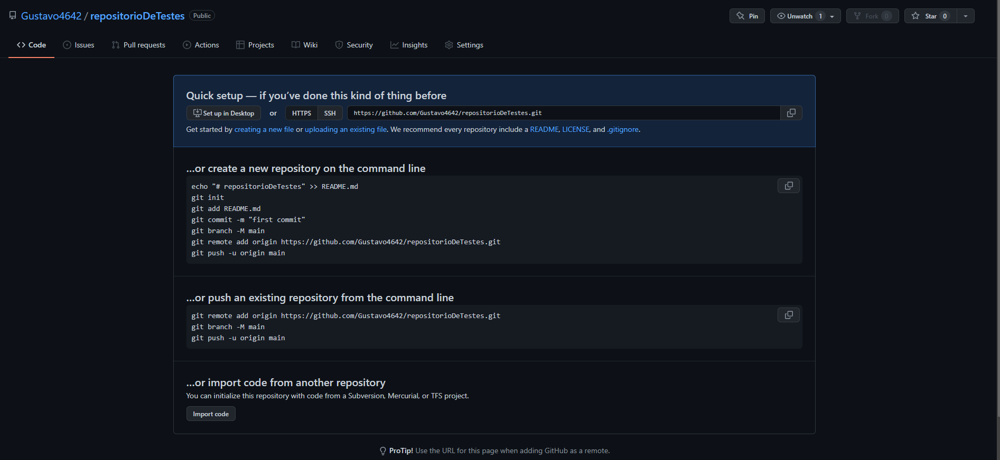 Gustavo4642 / repositorioDeTestes Public
Pin
Unwatch 1
Fork 0
Star 0
Code Issues Pull requests Actions Projects Wiki Security Insights Settings
Quick setup — if you’ve done this kind of thing before
Set up in Desktop or HTTPS SSH https://github.com/Gustavo4642/repositorioDeTestes.git
Get started by creating a new file or uploading an existing file. We recommend every repository include a README, LICENSE, and .gitignore.
…or create a new repository on the command line
echo "# repositorioDeTestes" >> README.md
git init
git add README.md
git commit -m "first commit"
git branch -M main
git remote add origin https://github.com/Gustavo4642/repositorioDeTestes.git
git push -u origin main
…or push an existing repository from the command line
git remote add origin https://github.com/Gustavo4642/repositorioDeTestes.git
git branch -M main
git push -u origin main
…or import code from another repository
You can initialize this repository with code from a Subversion, Mercurial, or TFS project.
Import code
ProTip! Use the URL for this page when adding GitHub as a remote.